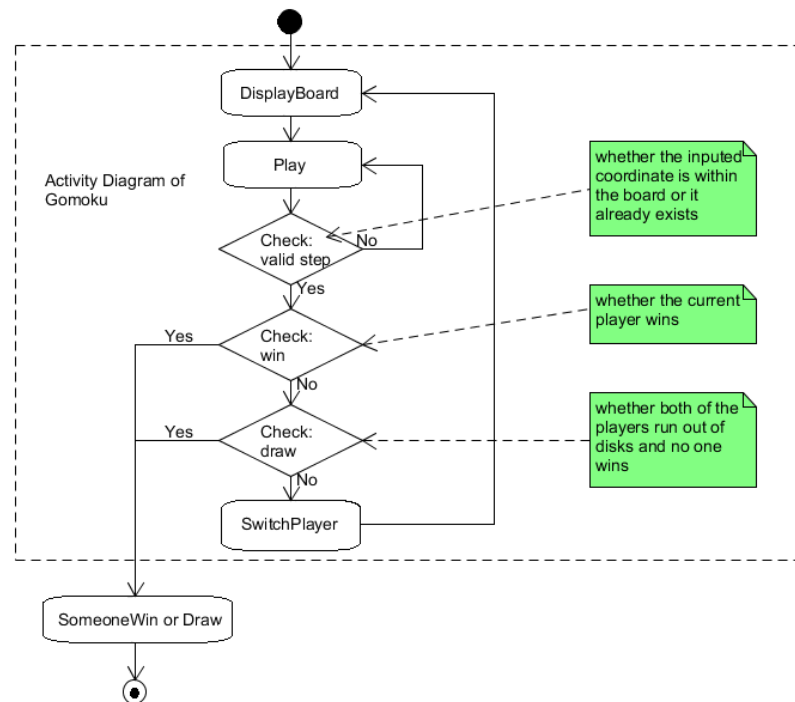 DisplayBoard
Play
Activity Diagram of
Gomoku
whether the inputed
coordinate is within
the board or it
already exists
Check:
valid step
No
Yes
whether the current
player wins
Yes
Check:
win
No
whether both of the
players run out of
disks and no one
wins
Yes
Check:
draw
No
SwitchPlayer
SomeoneWin or Draw